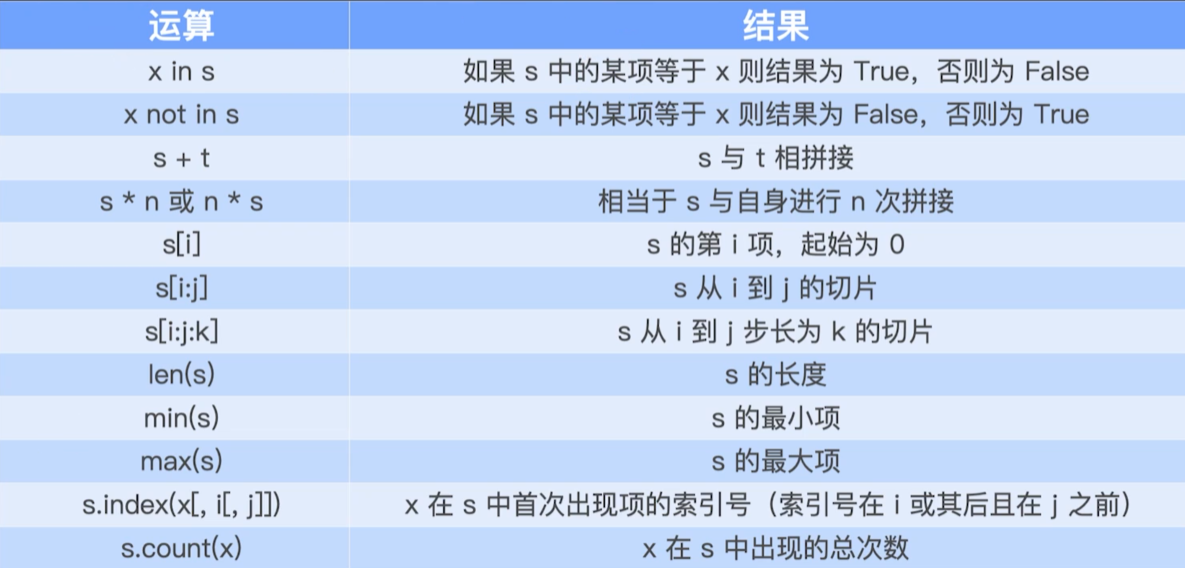 运算 结果
x in s 如果 s 中的某项等于 x 则结果为 True，否则为 False
x not in s 如果 s 中的某项等于 x 则结果为 False，否则为 True
s + t s 与 t 相拼接
s * n 或 n * s 相当于 s 与自身进行 n 次拼接
s[i] s 的第 i 项，起始为 0
s[i:j] s 从 i 到 j 的切片
s[i:j:k] s 从 i 到 j 步长为 k 的切片
len(s) s 的长度
min(s) s 的最小项
max(s) s 的最大项
s.index(x[, i[, j]]) x 在 s 中首次出现项的索引号（索引号在 i 或其后且在 j 之前）
s.count(x) x 在 s 中出现的总次数